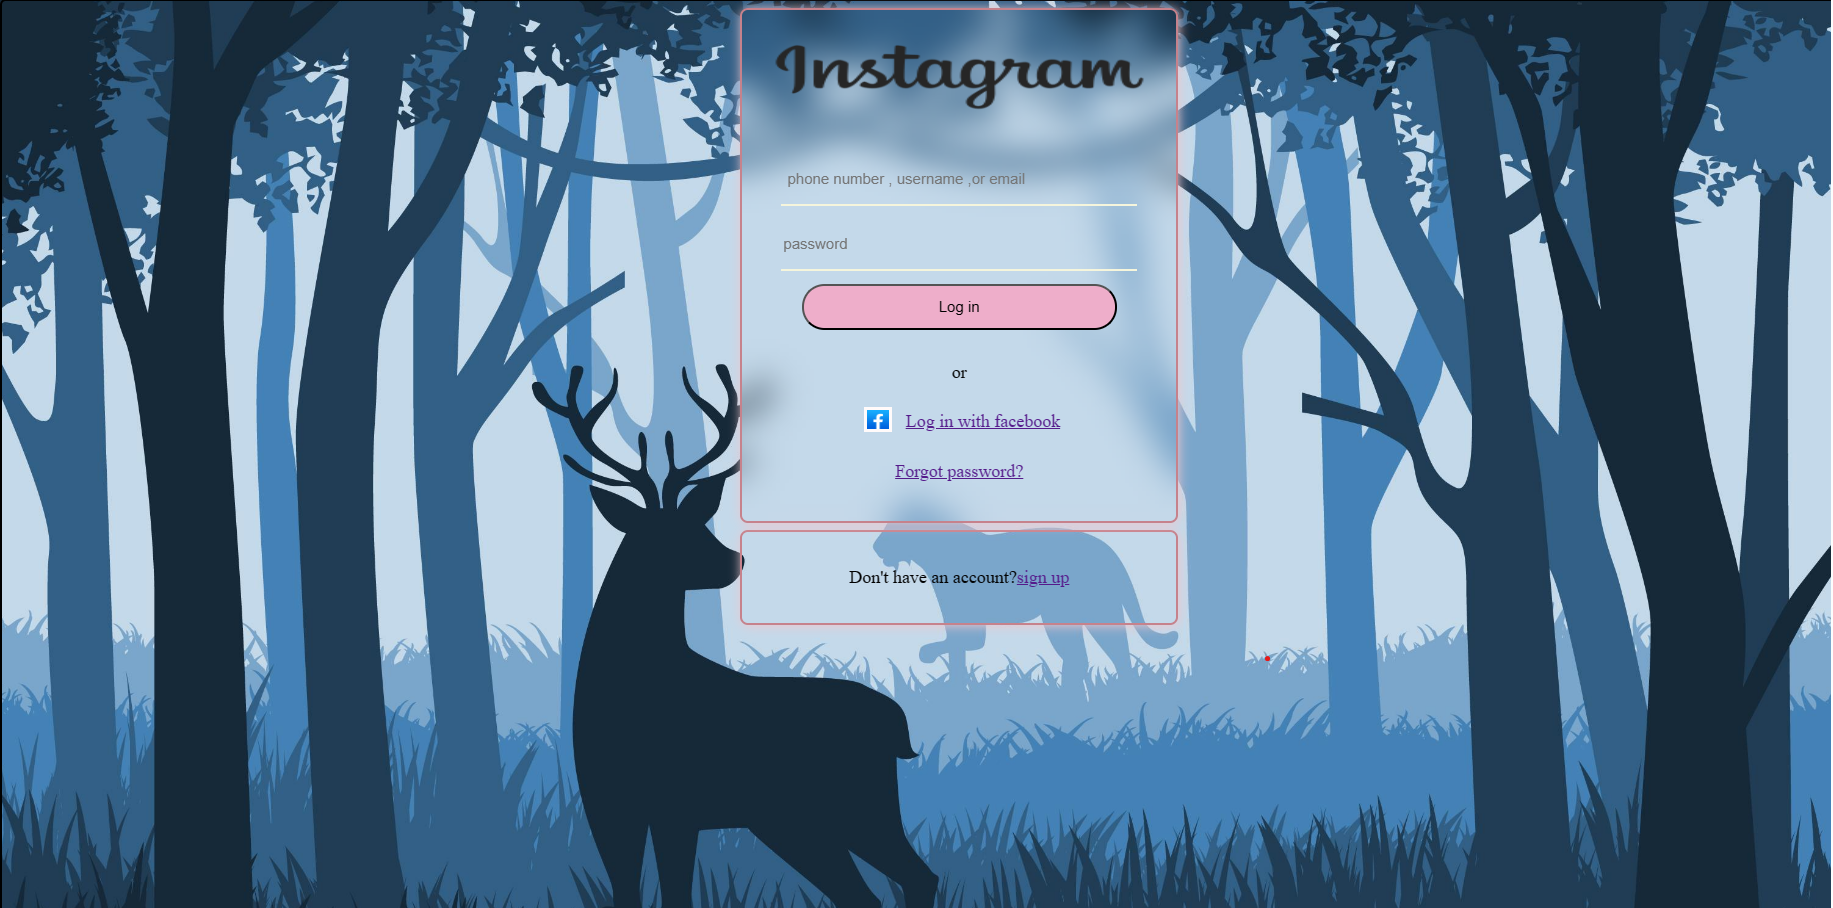 Instagram
phone number , username ,or email
password
Log in
or
Log in with facebook
Forgot password?
Don't have an account?sign up